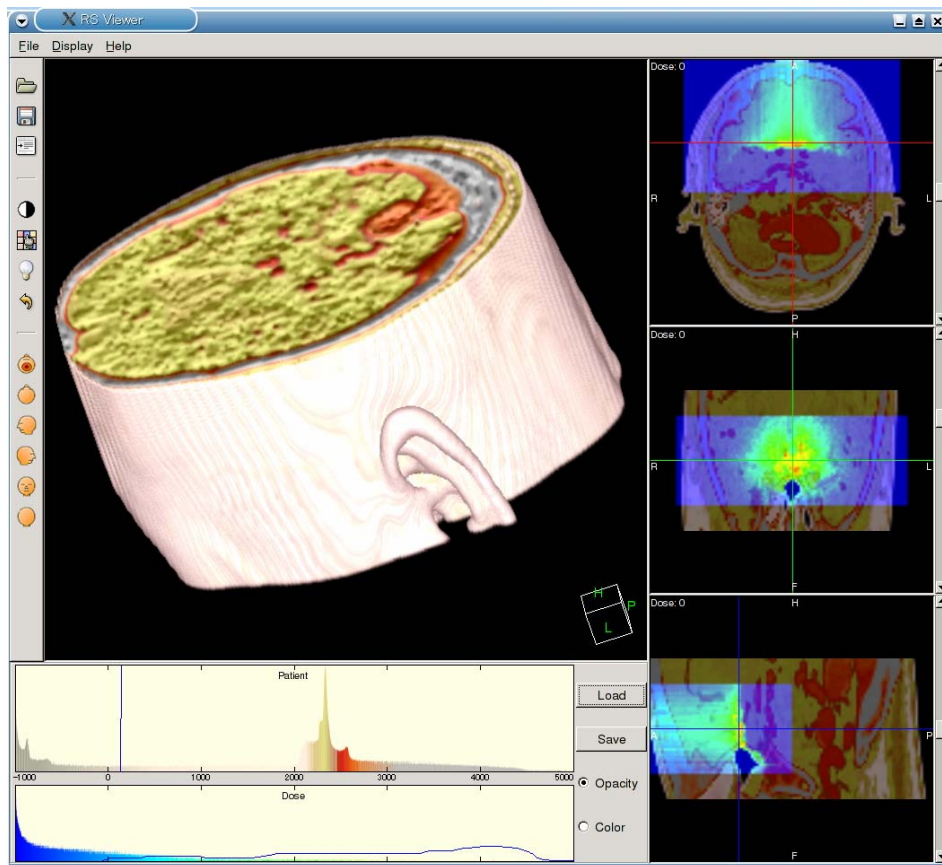 RS Viewer
File Display Help
Dose: 0
A
R
L
P
Dose: 0
H
R
L
F
Dose: 0
H
P
F
H
P
L
Patient
-1000 0 1000 2000 3000 4000 5000
Dose
Load
Save
Opacity
Color